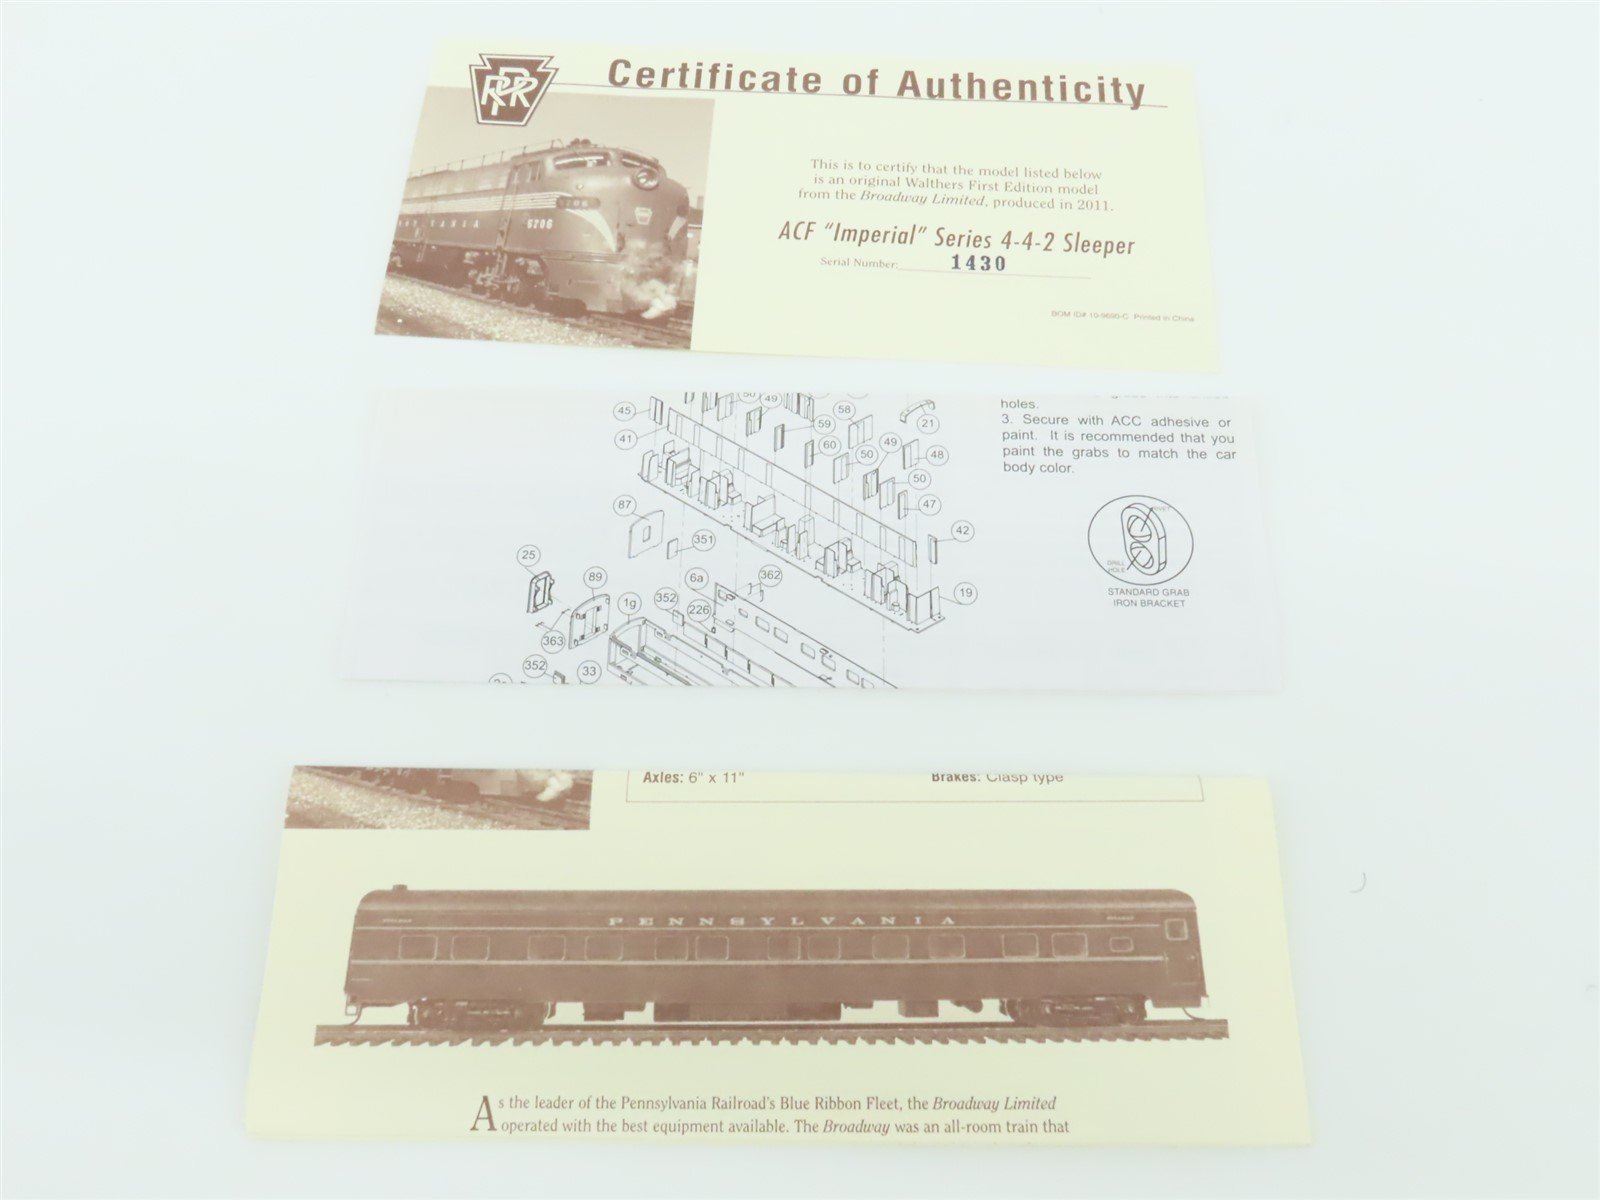 PRR
Certificate of Authenticity
5706
This is to certify that the model listed below
is an original Walthers First Edition model
from the Broadway Limited, produced in 2011.
ACF "Imperial" Series 4-4-2 Sleeper
Serial Number: 1430
BOM ID# 10-9690-C Printed in China
holes.
3. Secure with ACC adhesive or
paint. It is recommended that you
paint the grabs to match the car
body color.
45
50
49
58
21
41
59
60
50
49
48
50
47
87
42
351
25
89
1g
6a
362
352
226
19
363
352
33
DRILL
HOLE
STANDARD GRAB
IRON BRACKET
Axles: 6" x 11"
Brakes: Clasp type
PENNSYLVANIA
As the leader of the Pennsylvania Railroad's Blue Ribbon Fleet, the Broadway Limited
operated with the best equipment available. The Broadway was an all-room train that